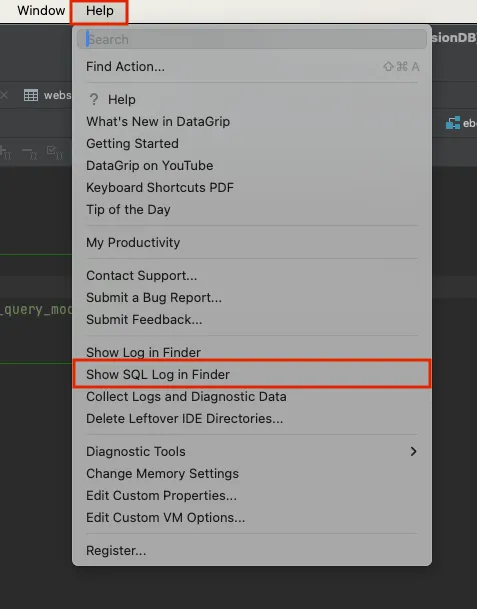 Window Help
Search
sionDB
Find Action... ⇧⌘ A
webs
? Help
What's New in DataGrip
Getting Started
DataGrip on YouTube
Keyboard Shortcuts PDF
Tip of the Day
My Productivity
Contact Support...
Submit a Bug Report...
_query_mod
Submit Feedback...
Show Log in Finder
Show SQL Log in Finder
Collect Logs and Diagnostic Data
Delete Leftover IDE Directories...
Diagnostic Tools
Change Memory Settings
Edit Custom Properties...
Edit Custom VM Options...
Register...